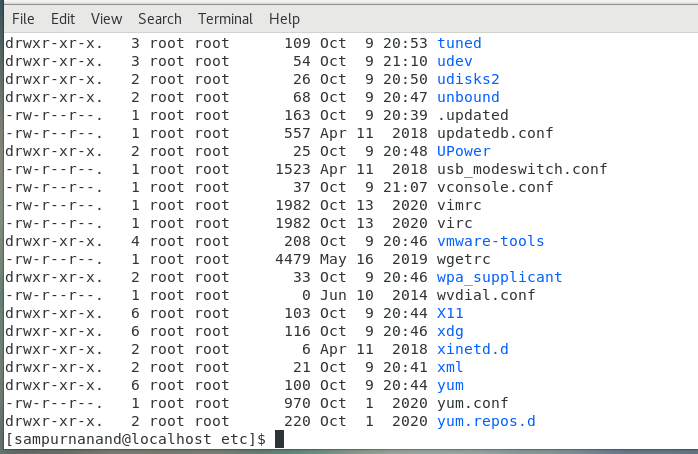 File Edit View Search Terminal Help
drwxr-xr-x.   3 root root      109 Oct  9 20:53 tuned
drwxr-xr-x.   3 root root       54 Oct  9 21:10 udev
drwxr-xr-x.   2 root root       26 Oct  9 20:50 udisks2
drwxr-xr-x.   2 root root       68 Oct  9 20:47 unbound
-rw-r--r--.   1 root root      163 Oct  9 20:39 .updated
-rw-r--r--.   1 root root      557 Apr 11  2018 updatedb.conf
drwxr-xr-x.   2 root root       25 Oct  9 20:48 UPower
-rw-r--r--.   1 root root     1523 Apr 11  2018 usb_modeswitch.conf
-rw-r--r--.   1 root root       37 Oct  9 21:07 vconsole.conf
-rw-r--r--.   1 root root     1982 Oct 13  2020 vimrc
-rw-r--r--.   1 root root     1982 Oct 13  2020 virc
drwxr-xr-x.   4 root root      208 Oct  9 20:46 vmware-tools
-rw-r--r--.   1 root root     4479 May 16  2019 wgetrc
drwxr-xr-x.   2 root root       33 Oct  9 20:46 wpa_supplicant
-rw-r--r--.   1 root root        0 Jun 10  2014 wvdial.conf
drwxr-xr-x.   6 root root      103 Oct  9 20:44 X11
drwxr-xr-x.   6 root root      116 Oct  9 20:46 xdg
drwxr-xr-x.   2 root root        6 Apr 11  2018 xinetd.d
drwxr-xr-x.   2 root root       21 Oct  9 20:41 xml
drwxr-xr-x.   6 root root      100 Oct  9 20:44 yum
-rw-r--r--.   1 root root      970 Oct  1  2020 yum.conf
drwxr-xr-x.   2 root root      220 Oct  1  2020 yum.repos.d
[sampurnanand@localhost etc]$